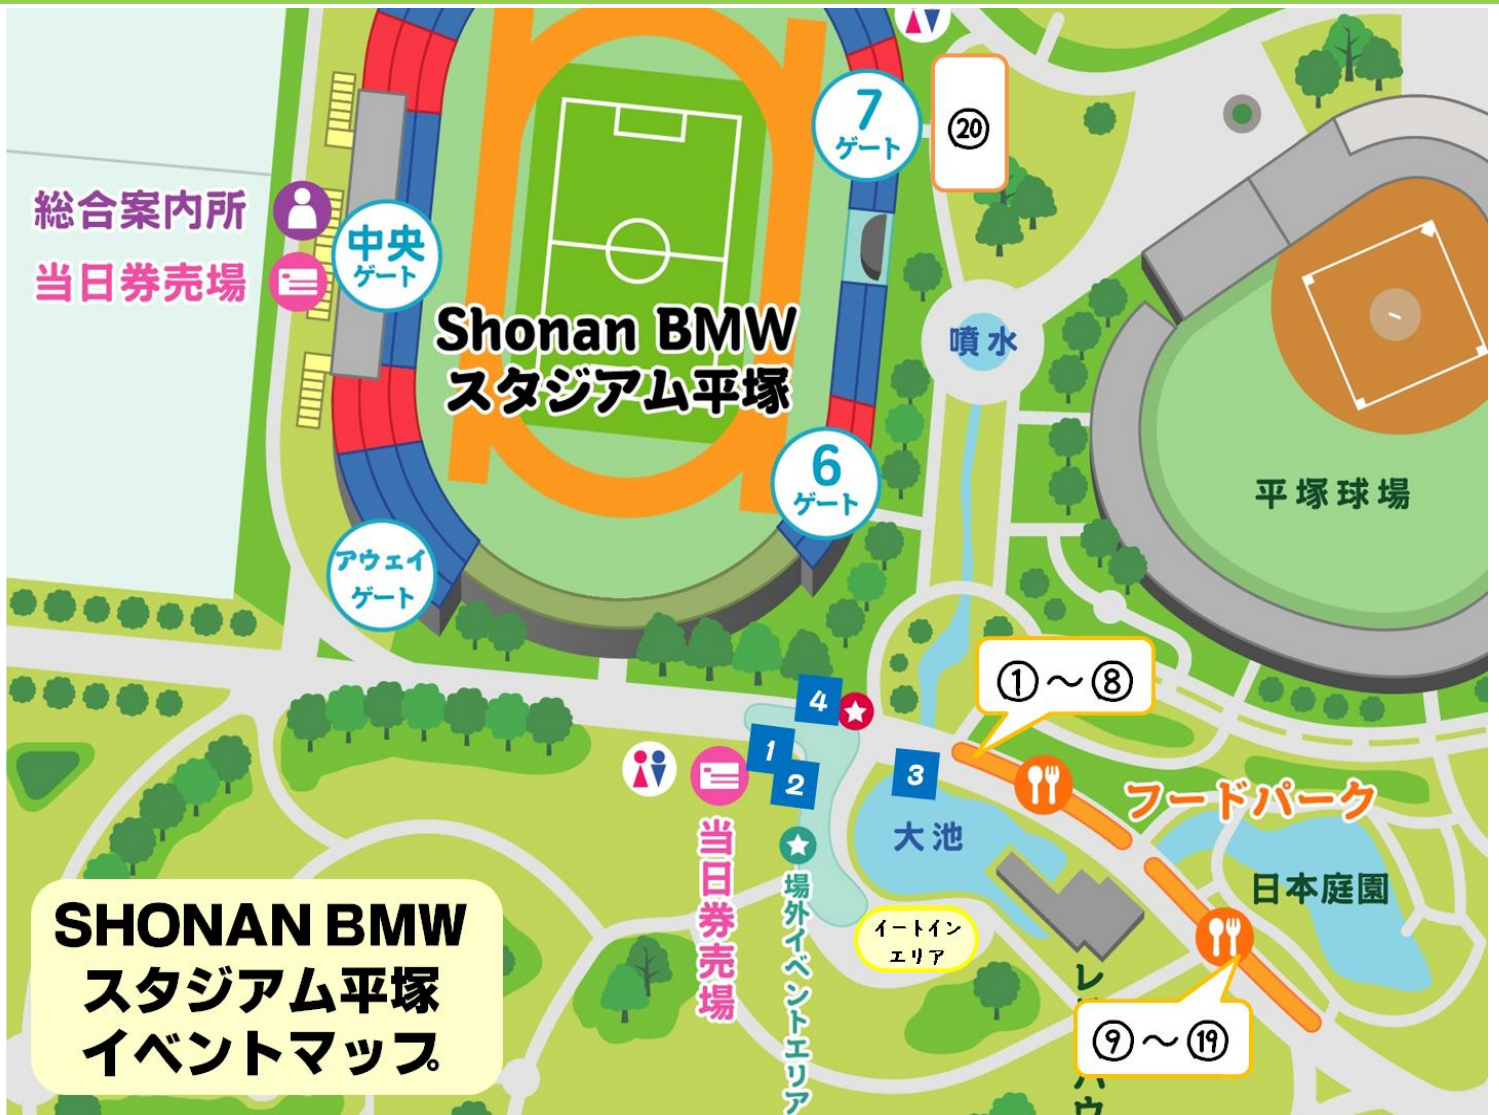 7
ゲート
⑳
総合案内所
中央
ゲート
当日券売場
Shonan BMW
スタジアム平塚
噴水
6
ゲート
平塚球場
アウェイ
ゲート
①～⑧
4
1
2
3
フードパーク
大池
当日券売場
日本庭園
場外イベントエリア
イートイン
エリア
⑨～⑲
SHONAN BMW
スタジアム平塚
イベントマップ